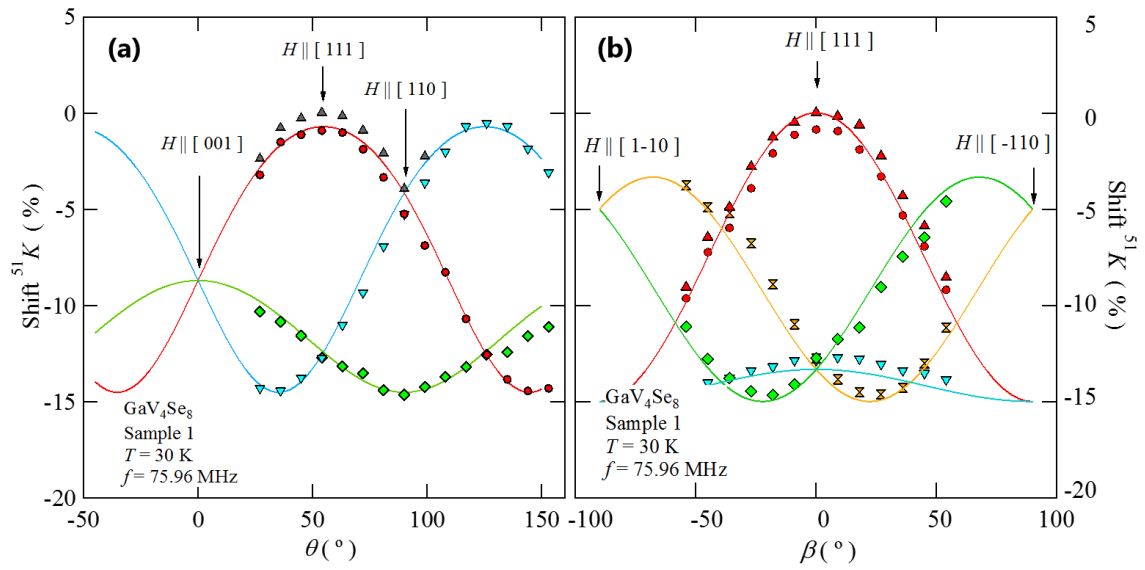 (a)
H || [ 111 ]
H || [ 110 ]
H || [ 001 ]
GaV₄Se₈
Sample 1
T = 30 K
f = 75.96 MHz
Shift ⁵¹K (%)
5
0
-5
-10
-15
-20
-50
0
50
100
150
θ ( º )
(b)
H || [ 111 ]
H || [ 1-10 ]
H || [ -110 ]
GaV₄Se₈
Sample 1
T = 30 K
f = 75.96 MHz
Shift ⁵¹K (%)
5
0
-5
-10
-15
-20
-100
-50
0
50
100
β ( º )